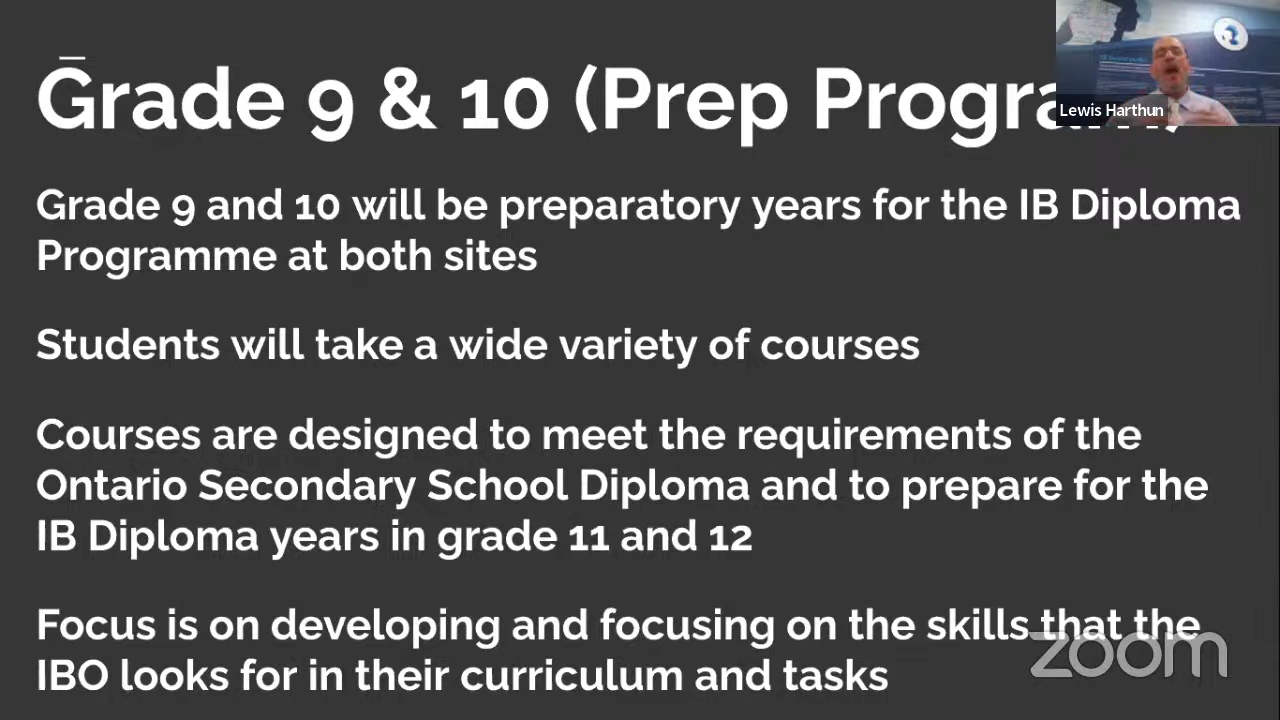 Grade 9 & 10 (Prep Program)
Lewis Harthun
Grade 9 and 10 will be preparatory years for the IB Diploma
Programme at both sites
Students will take a wide variety of courses
Courses are designed to meet the requirements of the
Ontario Secondary School Diploma and to prepare for the
IB Diploma years in grade 11 and 12
Focus is on developing and focusing on the skills that the
IBO looks for in their curriculum and tasks
zoom